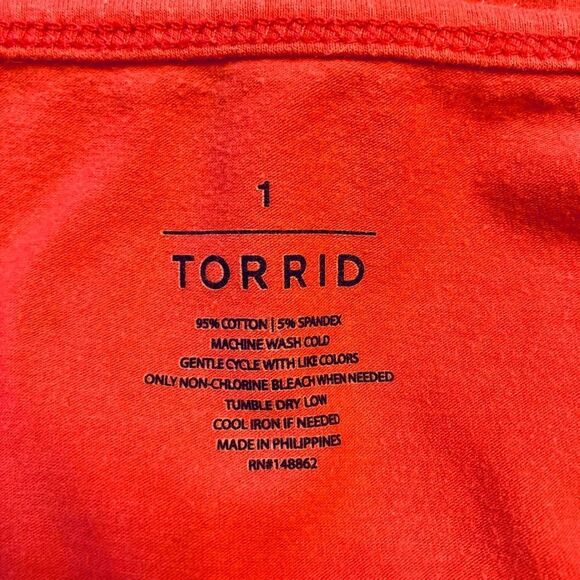 1
TORRID
95% COTTON | 5% SPANDEX
MACHINE WASH COLD
GENTLE CYCLE WITH LIKE COLORS
ONLY NON-CHLORINE BLEACH WHEN NEEDED
TUMBLE DRY LOW
COOL IRON IF NEEDED
MADE IN PHILIPPINES
RN#148862